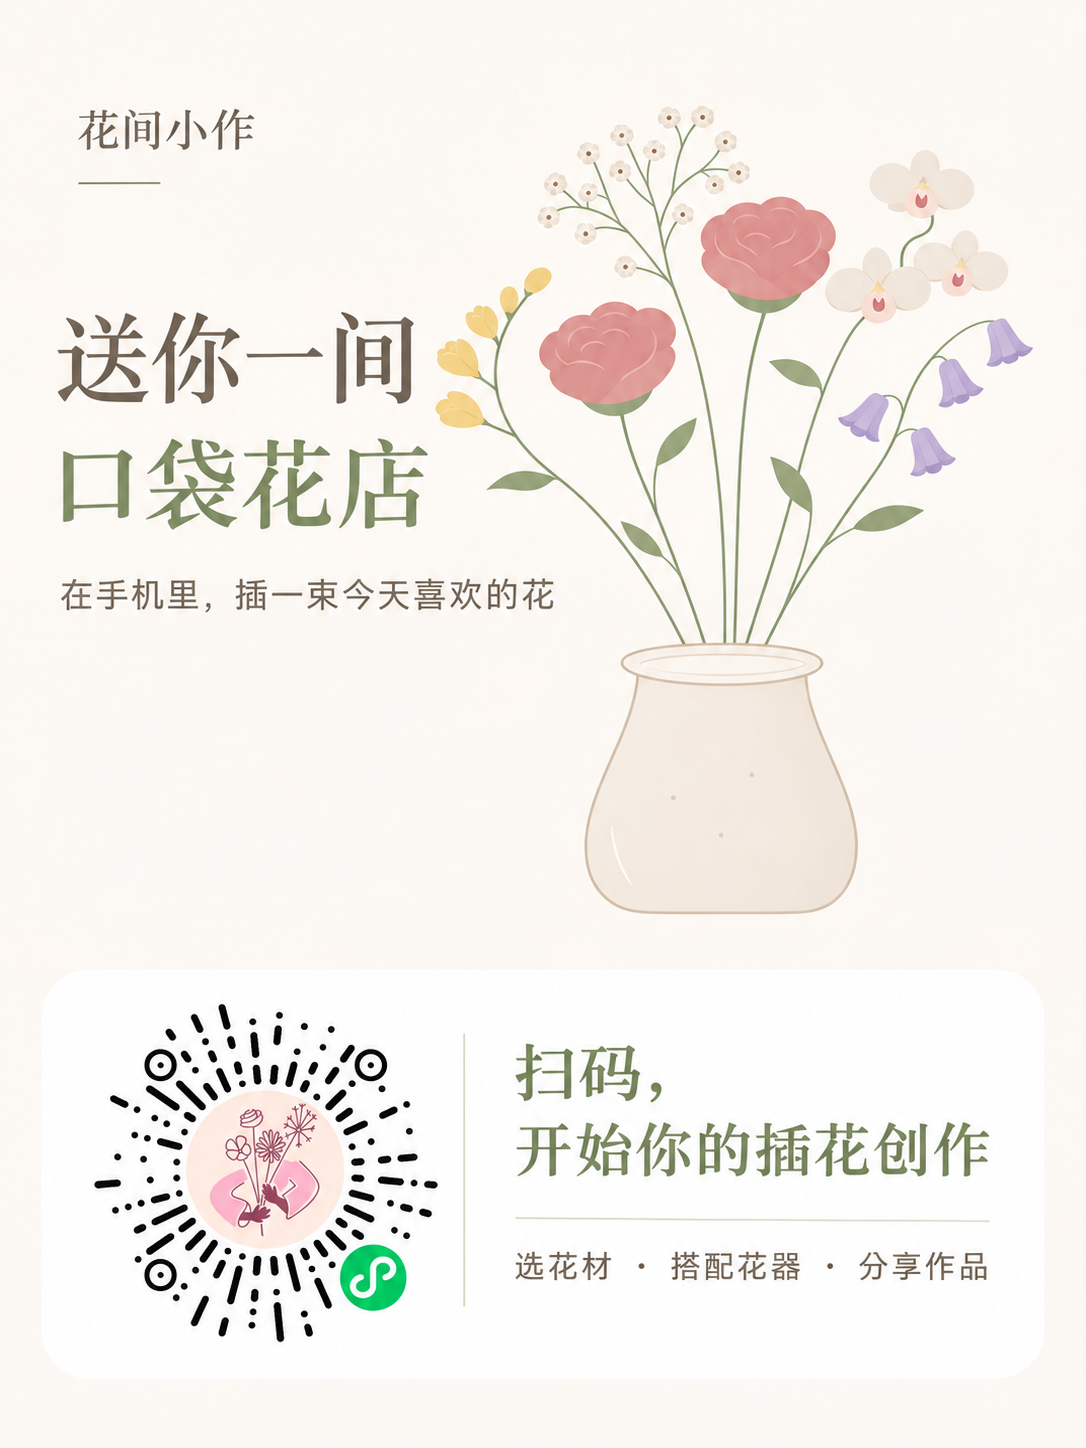 花间小作
送你一间
口袋花店
在手机里，插一束今天喜欢的花
扫码，
开始你的插花创作
选花材 · 搭配花器 · 分享作品